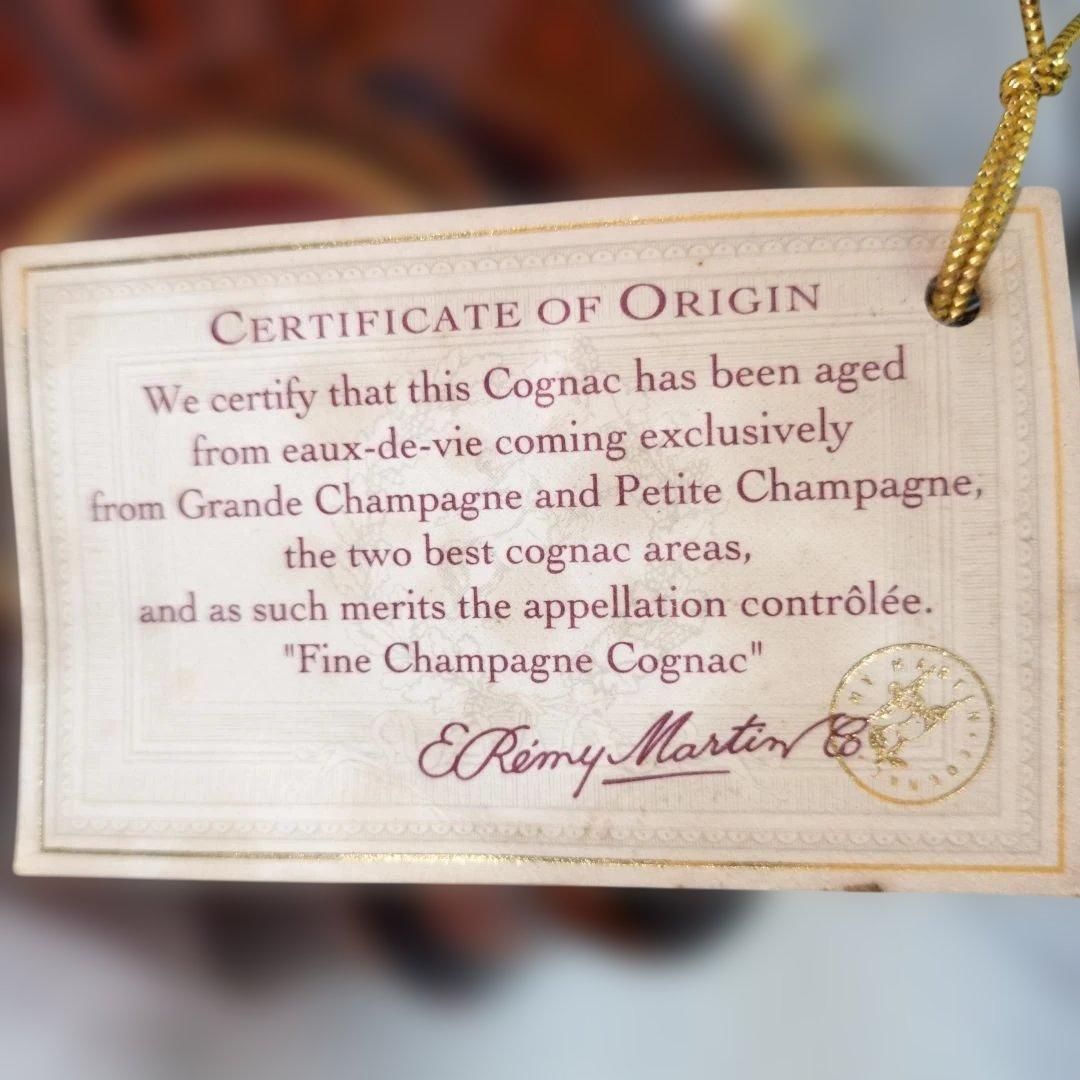 CERTIFICATE OF ORIGIN
We certify that this Cognac has been aged
from eaux-de-vie coming exclusively
from Grande Champagne and Petite Champagne,
the two best cognac areas,
and as such merits the appellation contrôlée.
"Fine Champagne Cognac"
E Rémy Martin & Co